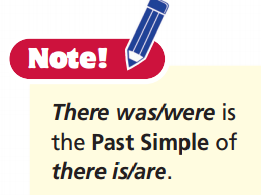 Note!
There was/were is
the Past Simple of
there is/are.